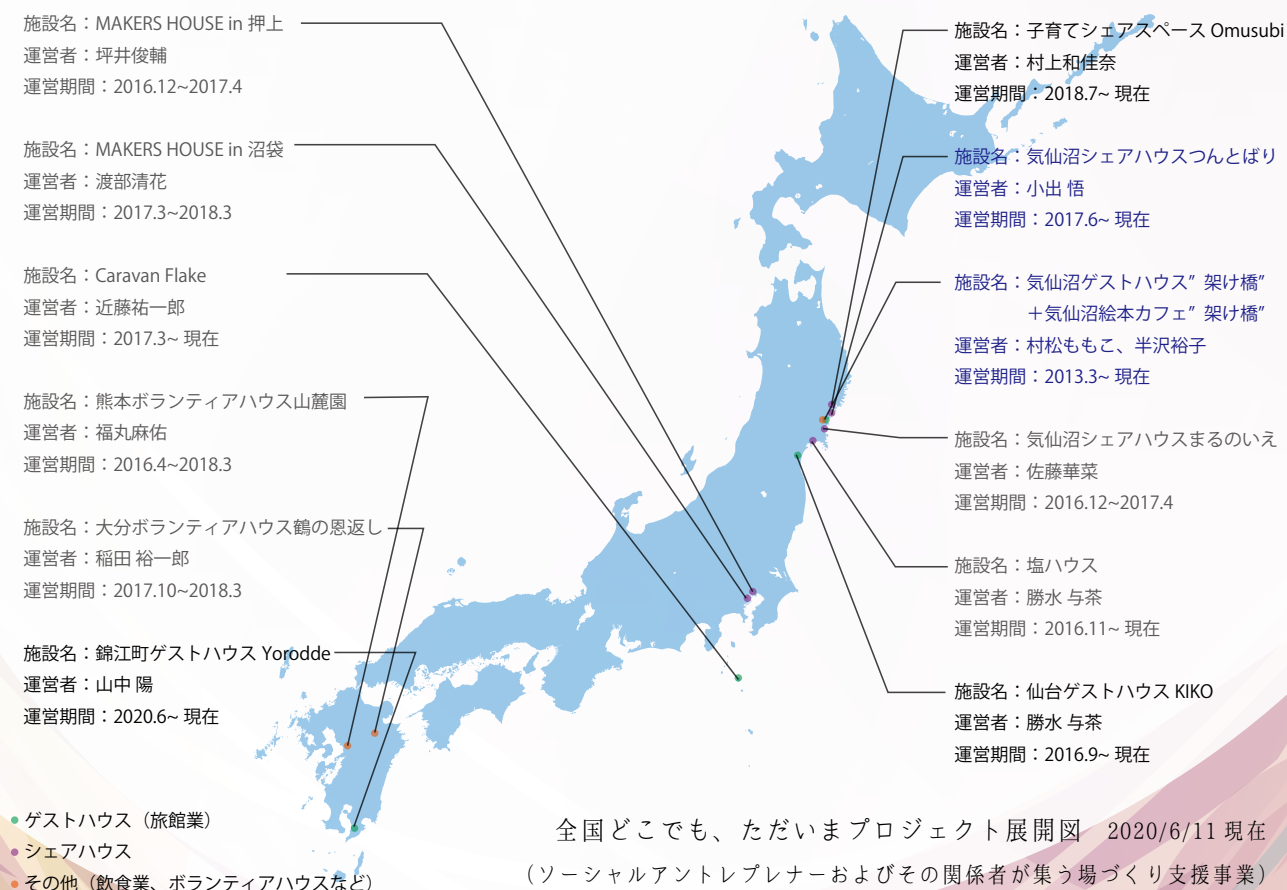 施設名：MAKERS HOUSE in 押上
運営者：坪井俊輔
運営期間：2016.12~2017.4
施設名：MAKERS HOUSE in 沼袋
運営者：渡部清花
運営期間：2017.3~2018.3
施設名：Caravan Flake
運営者：近藤祐一郎
運営期間：2017.3~ 現在
施設名：熊本ボランティアハウス山麓園
運営者：福丸麻佑
運営期間：2016.4~2018.3
施設名：大分ボランティアハウス鶴の恩返し
運営者：稲田 裕一郎
運営期間：2017.10~2018.3
施設名：錦江町ゲストハウス Yorodde
運営者：山中 陽
運営期間：2020.6~ 現在
施設名：子育てシェアスペース Omusubi
運営者：村上和佳奈
運営期間：2018.7~ 現在
施設名：気仙沼シェアハウスつんとばり
運営者：小出 悟
運営期間：2017.6~ 現在
施設名：気仙沼ゲストハウス” 架け橋”
＋気仙沼絵本カフェ” 架け橋”
運営者：村松ももこ、半沢裕子
運営期間：2013.3~ 現在
施設名：気仙沼シェアハウスまるのいえ
運営者：佐藤華菜
運営期間：2016.12~2017.4
施設名：塩ハウス
運営者：勝水 与茶
運営期間：2016.11~ 現在
施設名：仙台ゲストハウス KIKO
運営者：勝水 与茶
運営期間：2016.9~ 現在
ゲストハウス（旅館業）
シェアハウス
その他（飲食業、ボランティアハウスなど）
全国どこでも、ただいまプロジェクト展開図 2020/6/11 現在
（ソーシャルアントレプレナーおよびその関係者が集う場づくり支援事業）